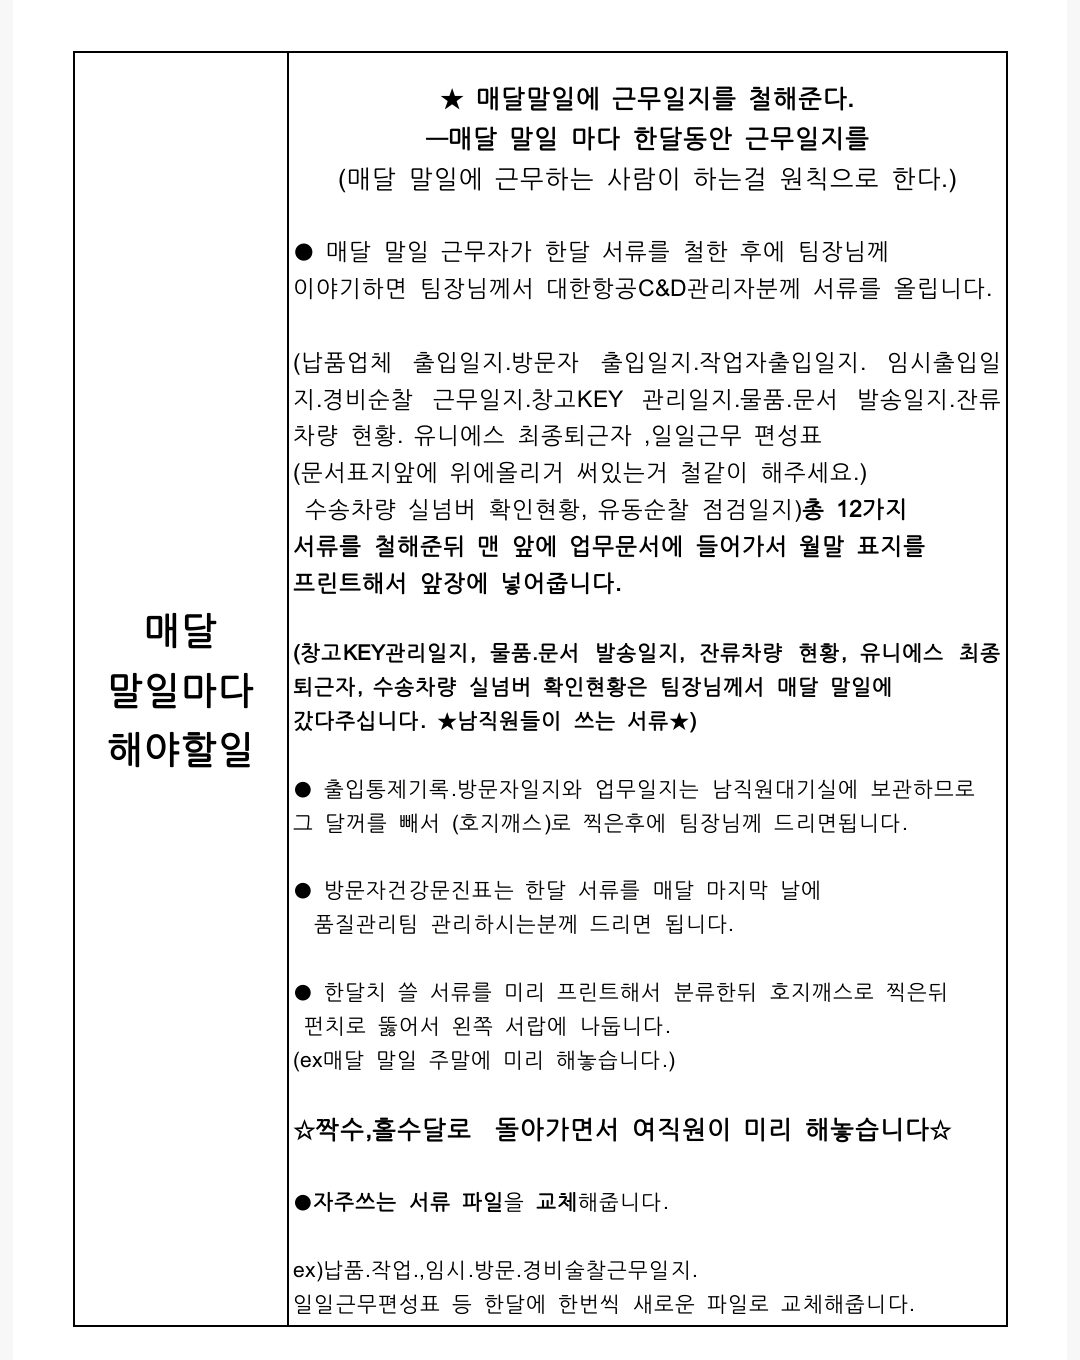 매달
말일마다
해야할일
★ 매달말일에 근무일지를 철해준다.
―매달 말일 마다 한달동안 근무일지를
(매달 말일에 근무하는 사람이 하는걸 원칙으로 한다.)
● 매달 말일 근무자가 한달 서류를 철한 후에 팀장님께
이야기하면 팀장님께서 대한항공C&D관리자분께 서류를 올립니다.
(납품업체 출입일지.방문자 출입일지.작업자출입일지. 임시출입일
지.경비순찰 근무일지.창고KEY 관리일지.물품.문서 발송일지.잔류
차량 현황. 유니에스 최종퇴근자 ,일일근무 편성표
(문서표지앞에 위에올리거 써있는거 철같이 해주세요.)
수송차량 실넘버 확인현황, 유동순찰 점검일지)총 12가지
서류를 철해준뒤 맨 앞에 업무문서에 들어가서 월말 표지를
프린트해서 앞장에 넣어줍니다.
(창고KEY관리일지, 물품.문서 발송일지, 잔류차량 현황, 유니에스 최종
퇴근자, 수송차량 실넘버 확인현황은 팀장님께서 매달 말일에
갔다주십니다. ★남직원들이 쓰는 서류★)
● 출입통제기록.방문자일지와 업무일지는 남직원대기실에 보관하므로
그 달꺼를 빼서 (호지깨스)로 찍은후에 팀장님께 드리면됩니다.
● 방문자건강문진표는 한달 서류를 매달 마지막 날에
품질관리팀 관리하시는분께 드리면 됩니다.
● 한달치 쓸 서류를 미리 프린트해서 분류한뒤 호지깨스로 찍은뒤
펀치로 뚫어서 왼쪽 서랍에 나둡니다.
(ex매달 말일 주말에 미리 해놓습니다.)
☆짝수,홀수달로 돌아가면서 여직원이 미리 해놓습니다☆
●자주쓰는 서류 파일을 교체해줍니다.
ex)납품.작업.,임시.방문.경비술찰근무일지.
일일근무편성표 등 한달에 한번씩 새로운 파일로 교체해줍니다.